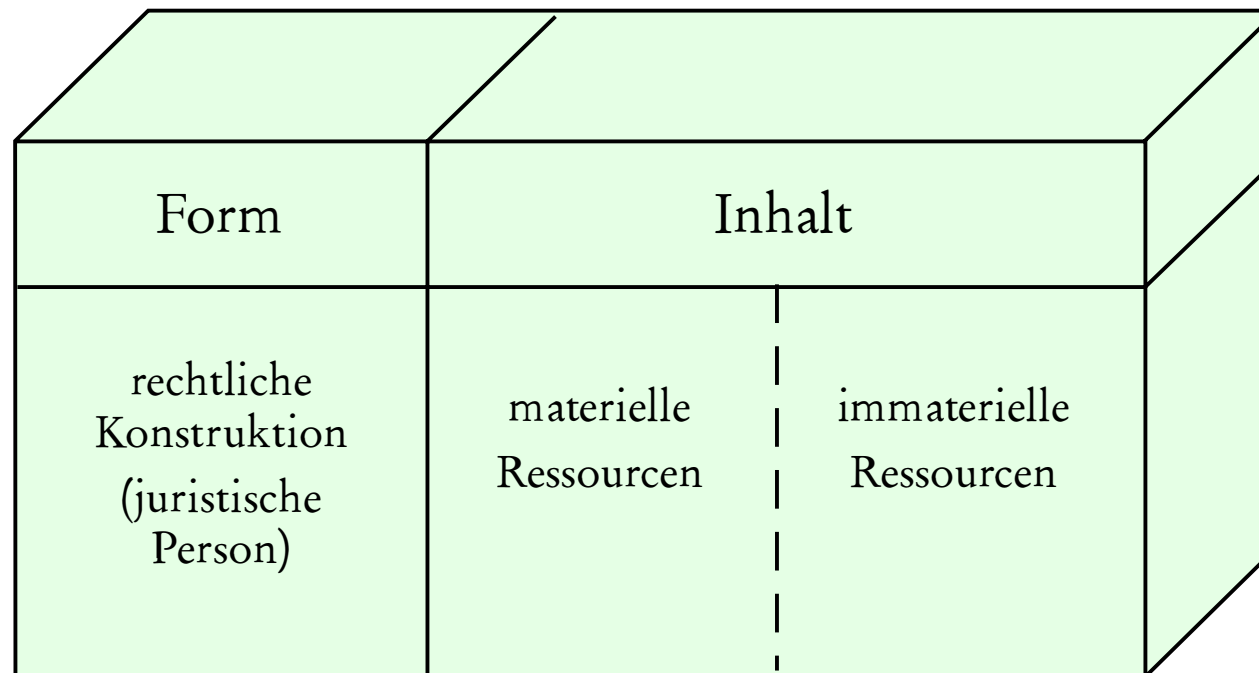 Form
Inhalt
rechtliche
Konstruktion
(juristische
Person)
materielle
Ressourcen
immaterielle
Ressourcen